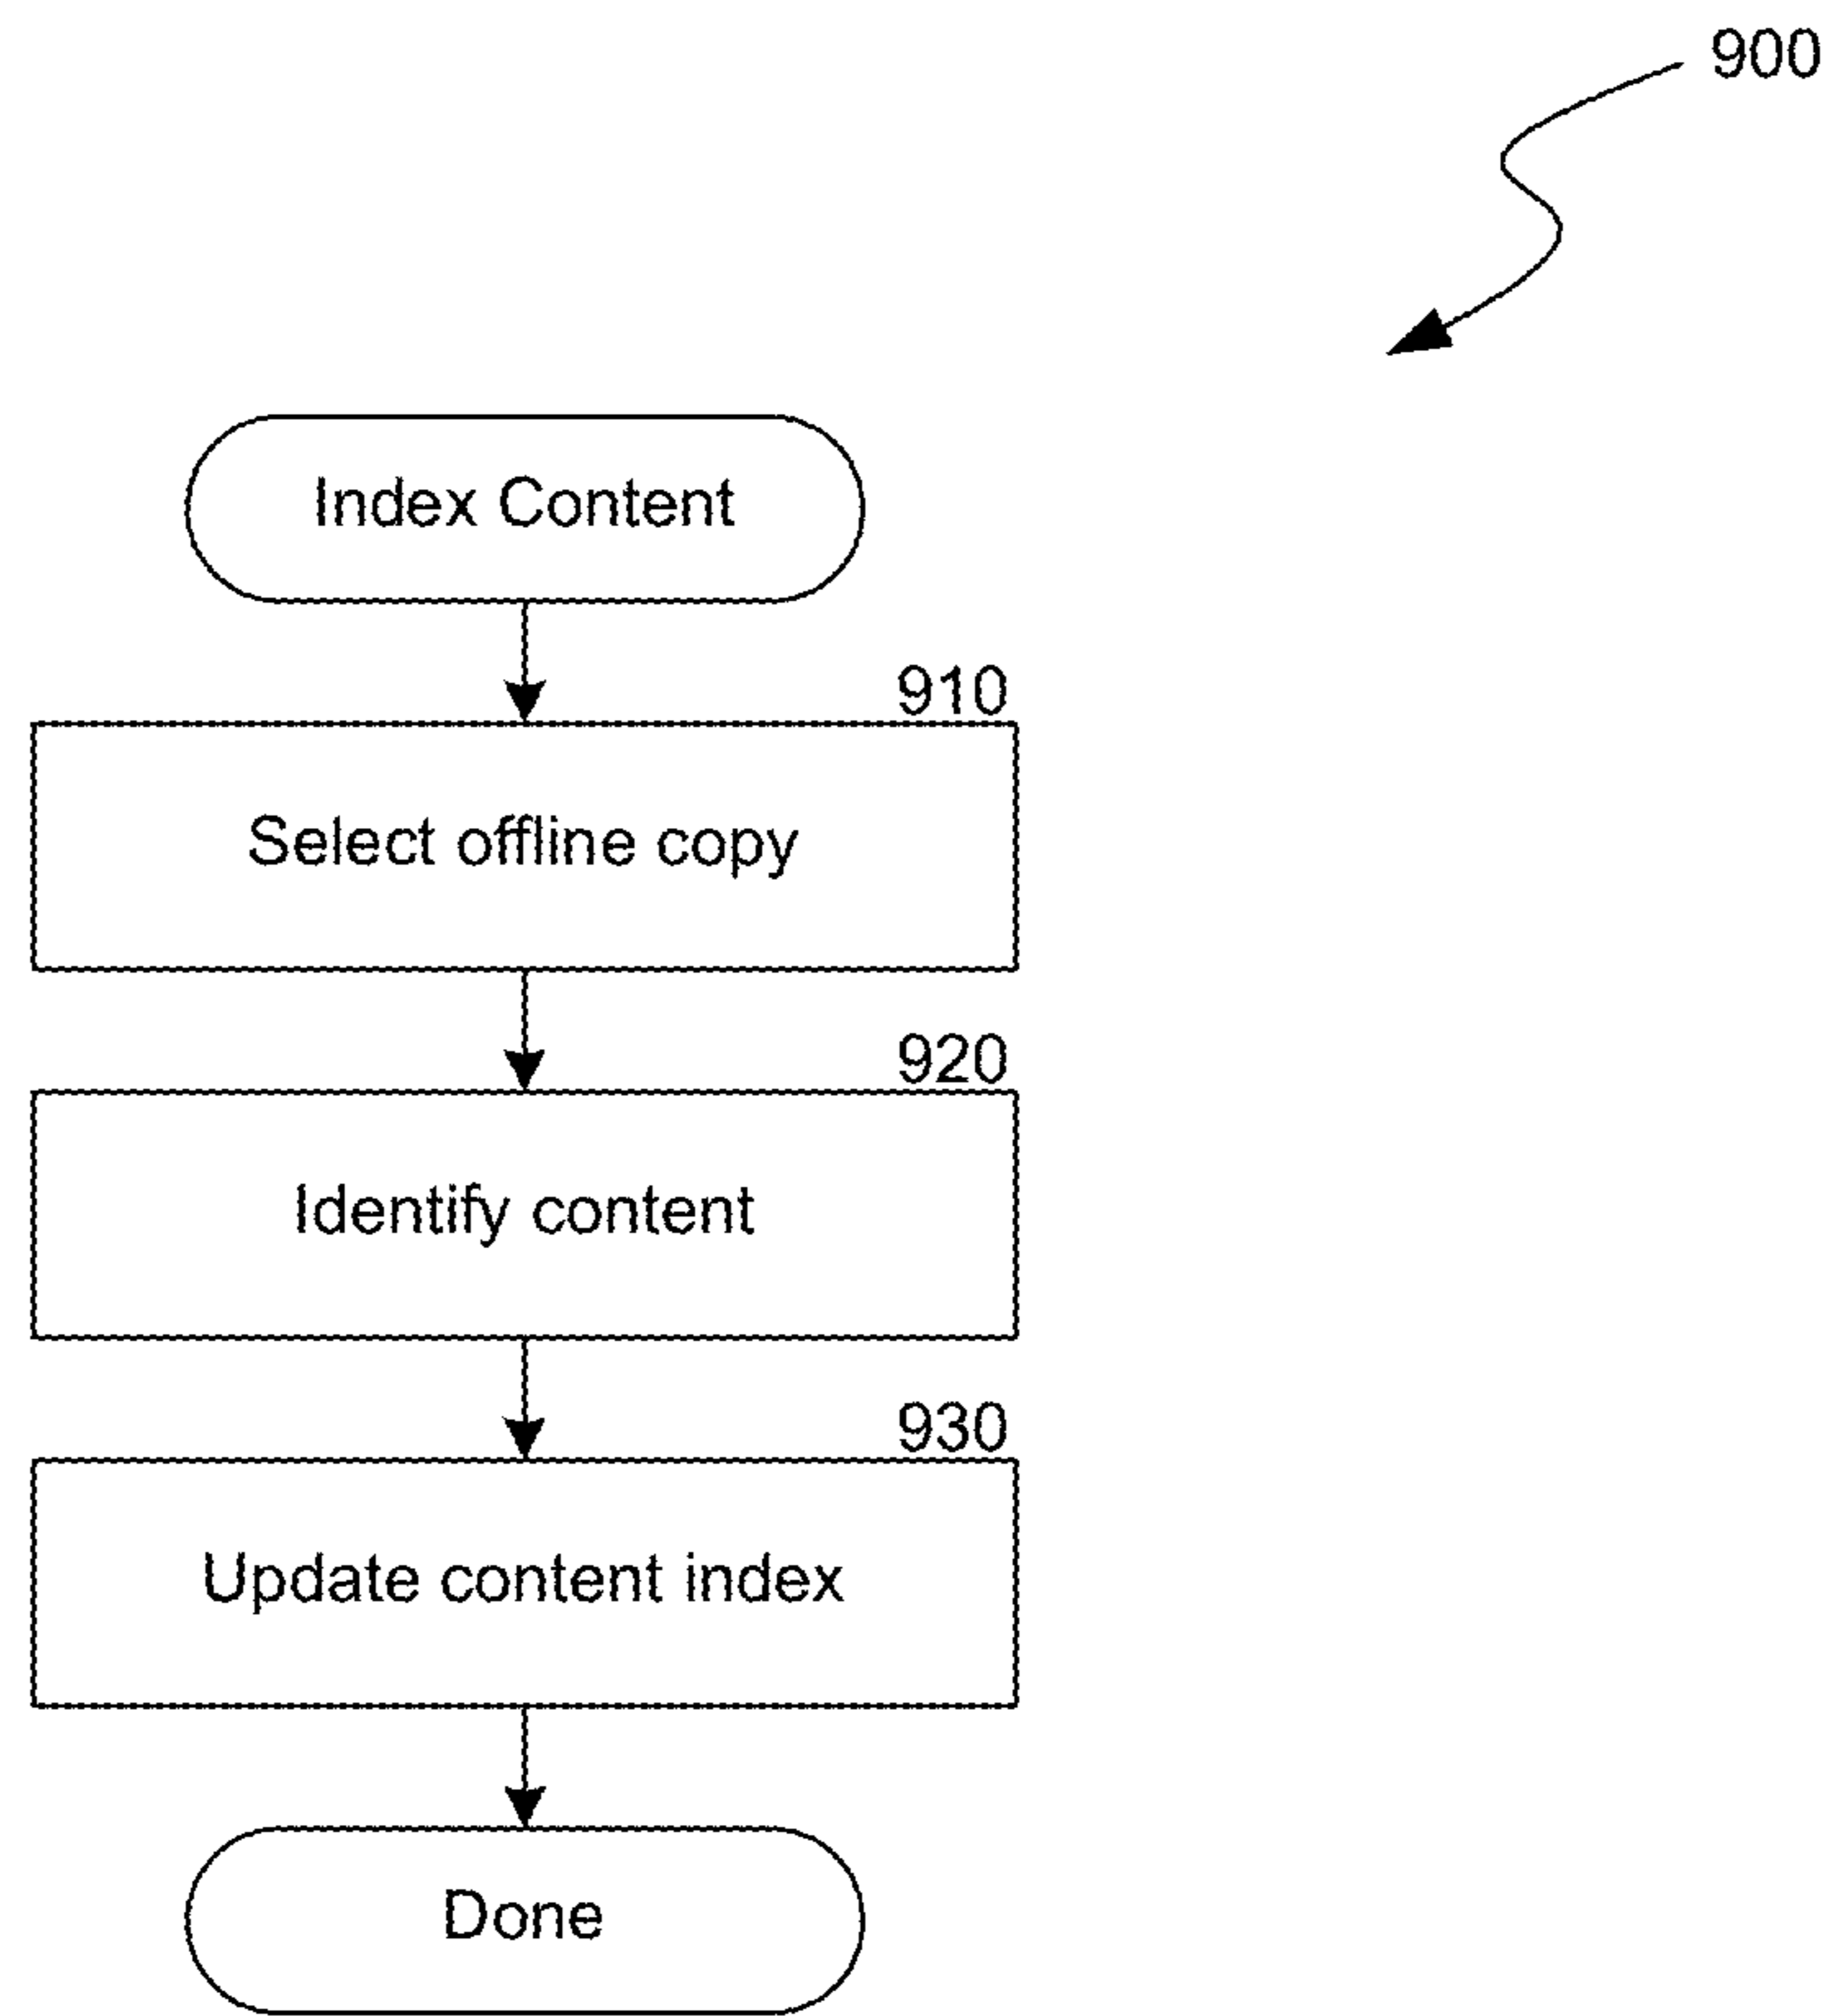 900
Index Content
910
Select offline copy
920
Identify content
930
Update content index
Done